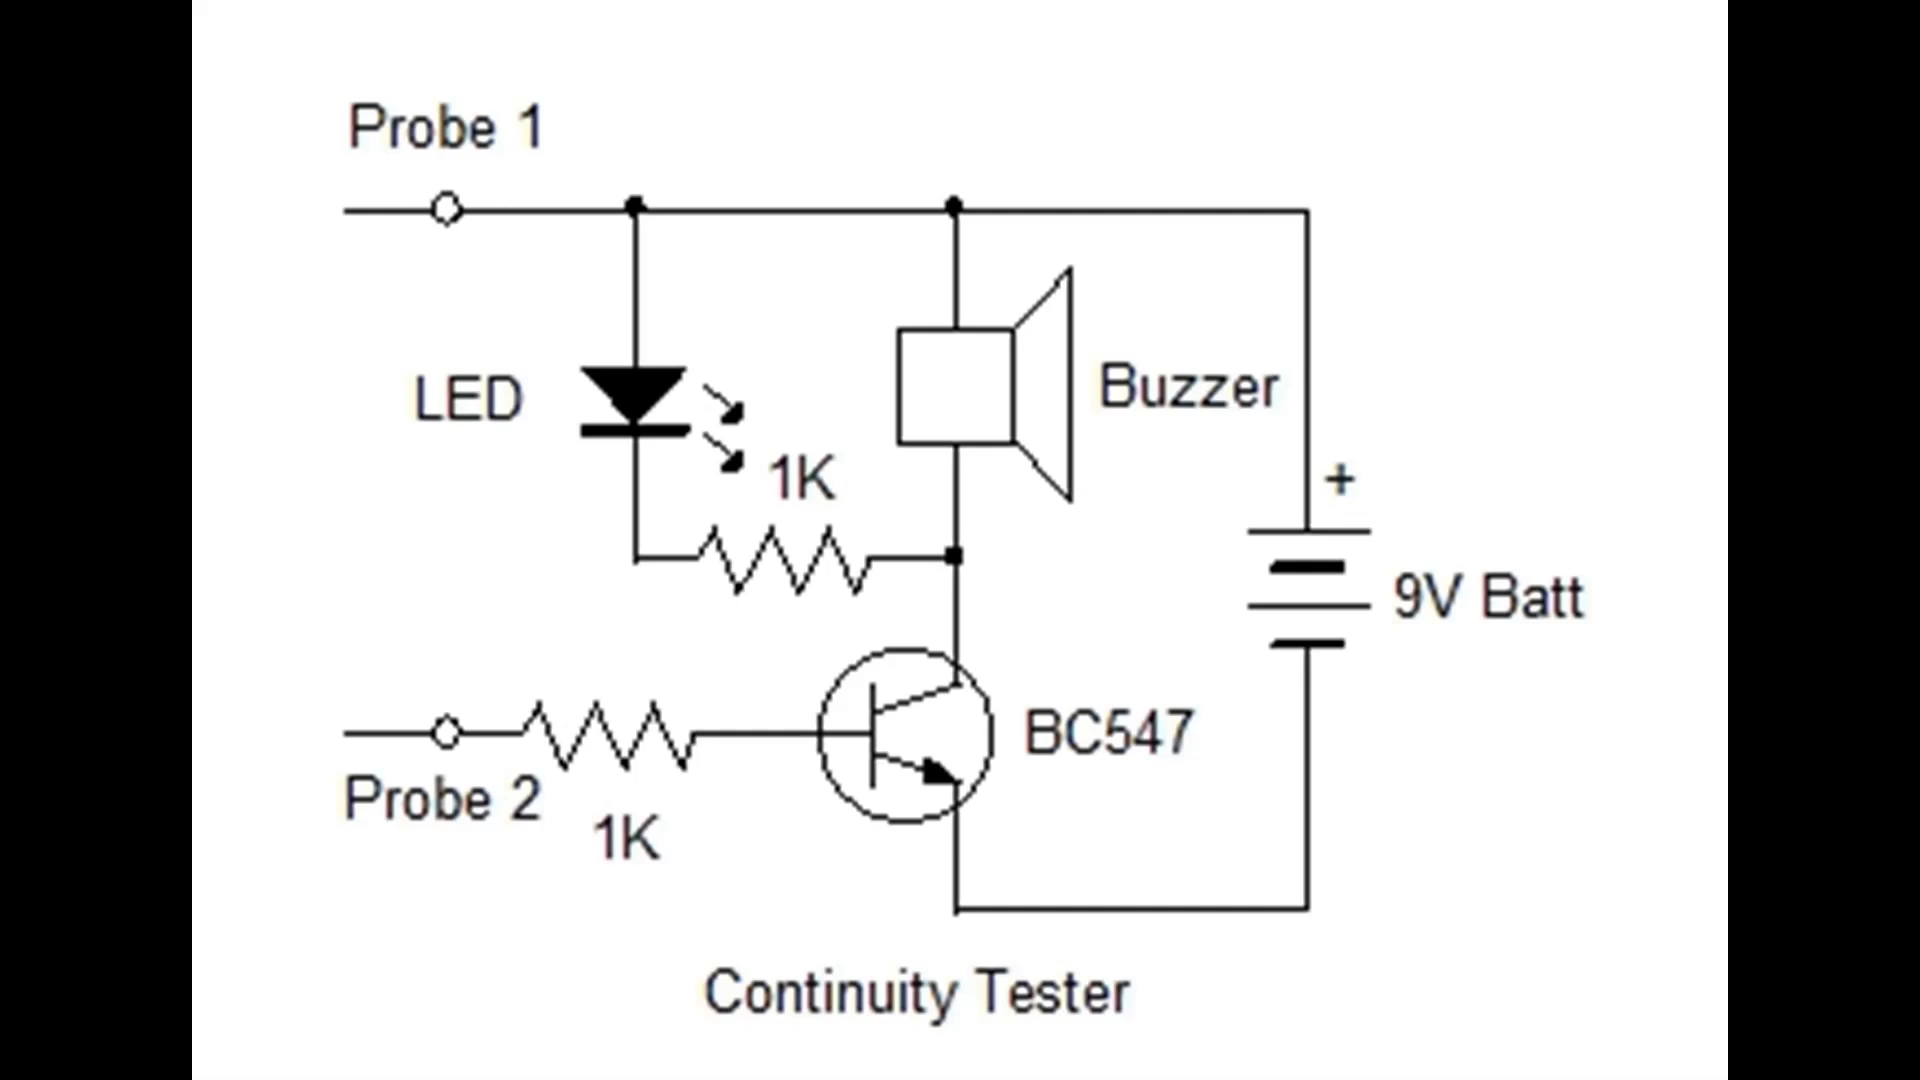 Probe 1
LED
1K
Buzzer
+
9V Batt
BC547
Probe 2
1K
Continuity Tester